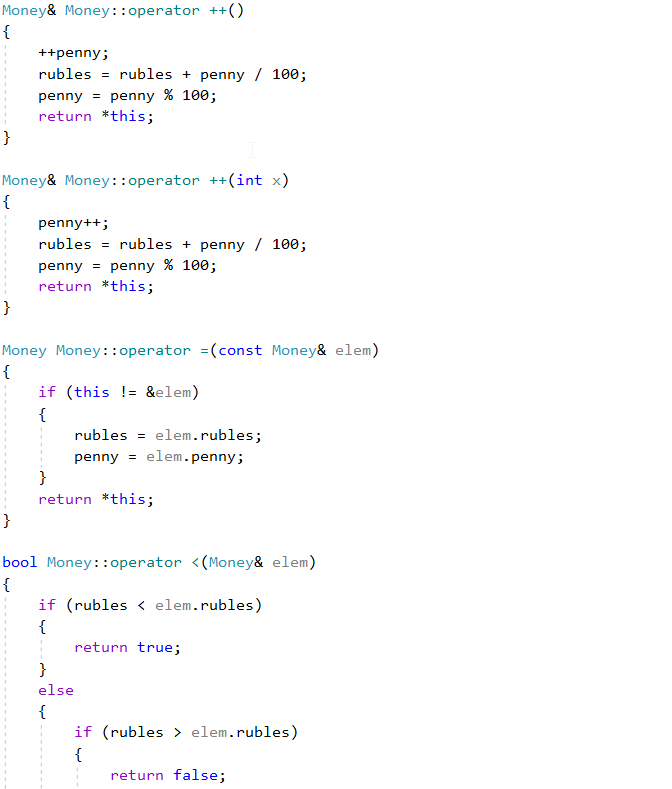 Money& Money::operator ++()
{
    ++penny;
    rubles = rubles + penny / 100;
    penny = penny % 100;
    return *this;
}

Money& Money::operator ++(int x)
{
    penny++;
    rubles = rubles + penny / 100;
    penny = penny % 100;
    return *this;
}

Money Money::operator =(const Money& elem)
{
    if (this != &elem)
    {
        rubles = elem.rubles;
        penny = elem.penny;
    }
    return *this;
}

bool Money::operator <(Money& elem)
{
    if (rubles < elem.rubles)
    {
        return true;
    }
    else
    {
        if (rubles > elem.rubles)
        {
            return false;